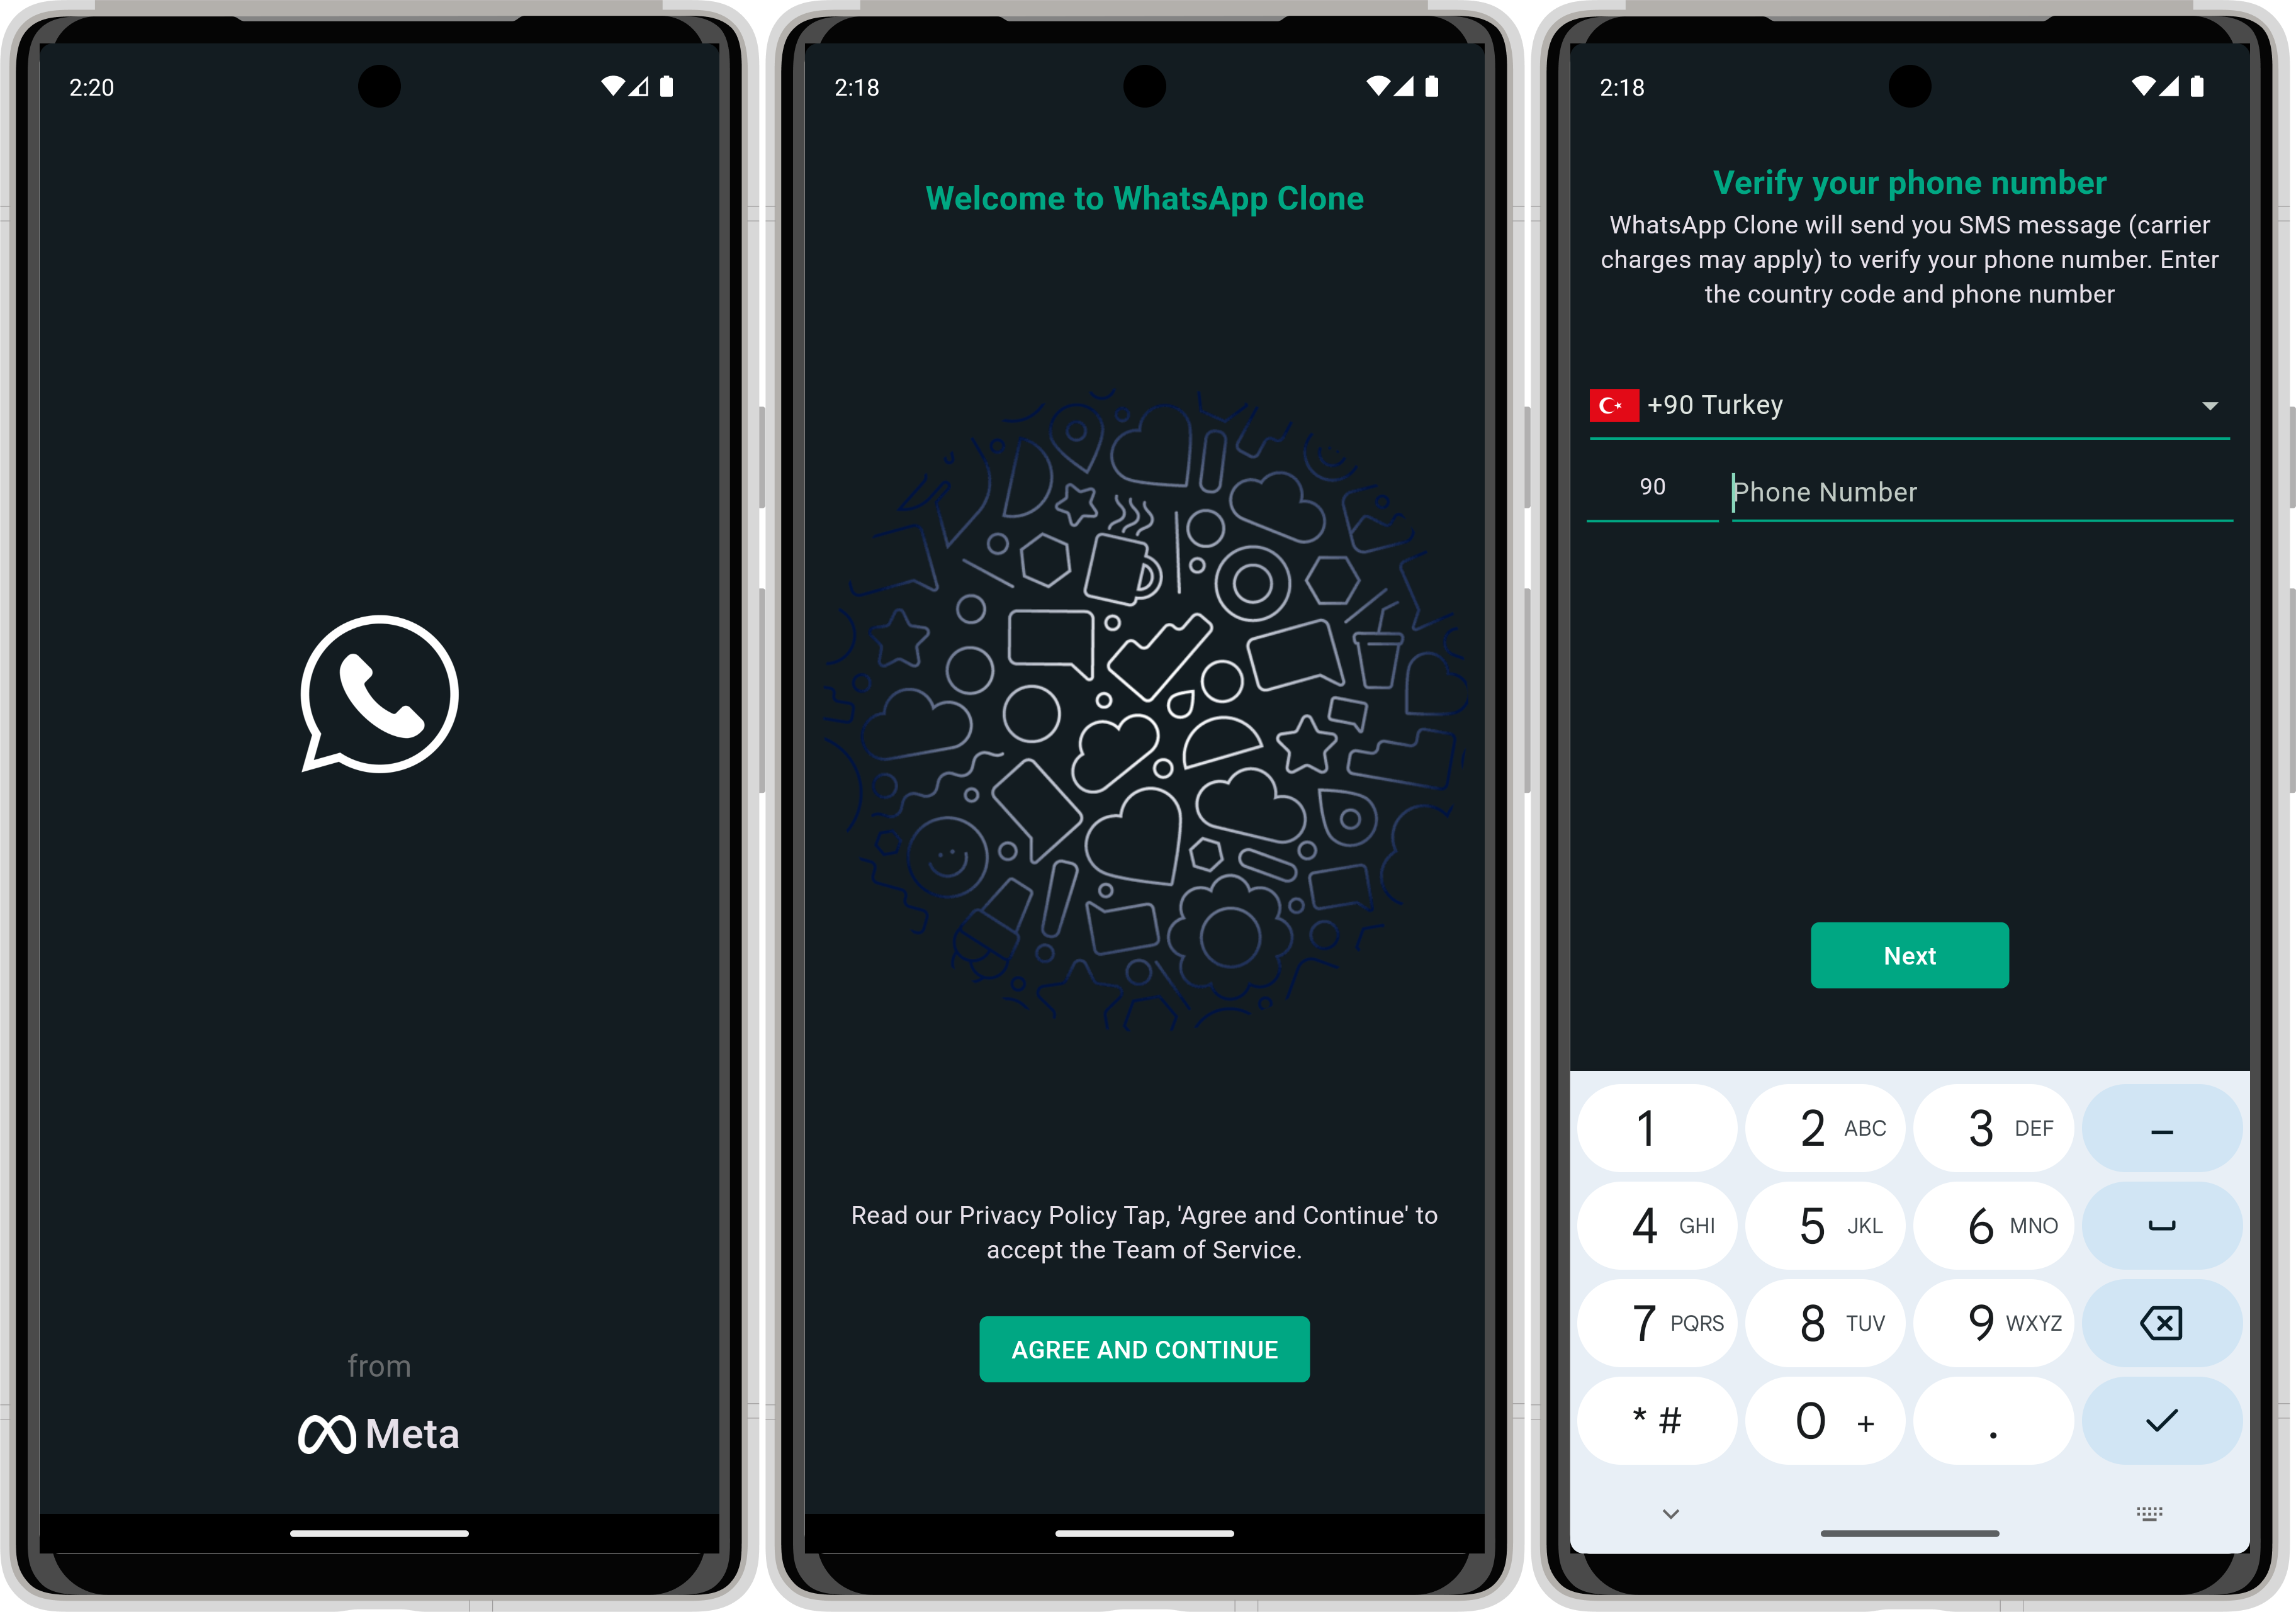 2:20
from
Meta
2:18
Welcome to WhatsApp Clone
Read our Privacy Policy Tap, 'Agree and Continue' to
accept the Team of Service.
AGREE AND CONTINUE
2:18
Verify your phone number
WhatsApp Clone will send you SMS message (carrier
charges may apply) to verify your phone number. Enter
the country code and phone number
+90 Turkey
90 Phone Number
Next
1 2 ABC 3 DEF –
4 GHI 5 JKL 6 MNO
7 PQRS 8 TUV 9 WXYZ
* # 0 + .